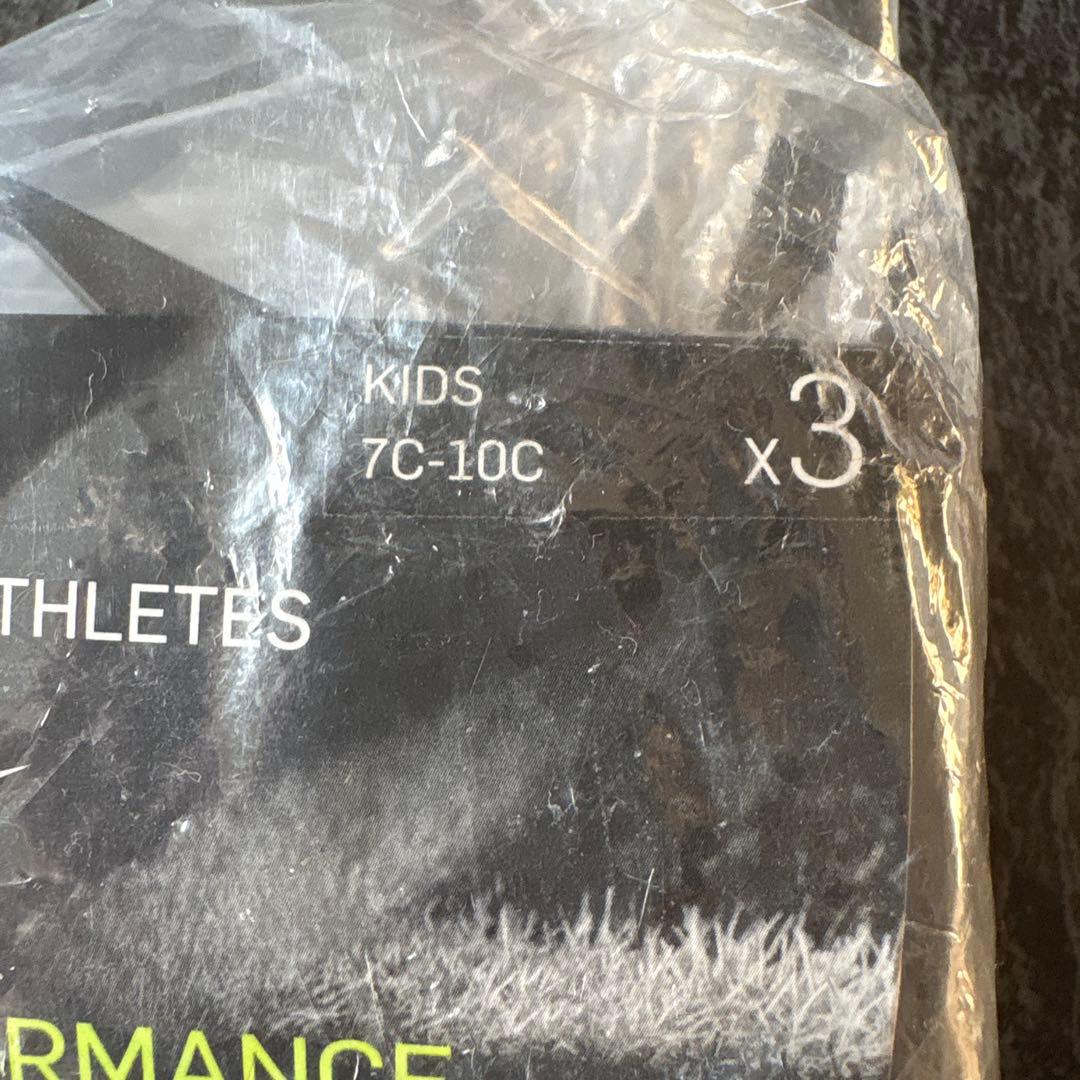 KIDS
7C-10C
x3
THLETES
RMANCE